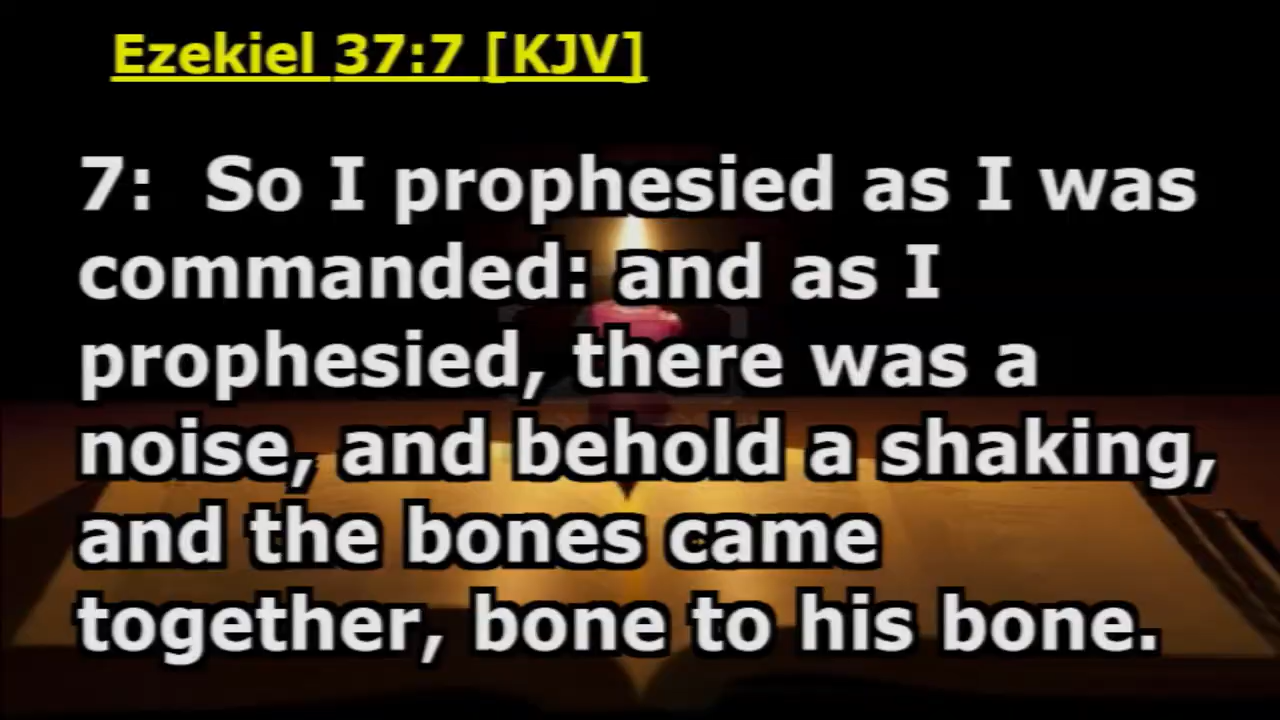 Ezekiel 37:7 [KJV]
7: So I prophesied as I was
commanded: and as I
prophesied, there was a
noise, and behold a shaking,
and the bones came
together, bone to his bone.